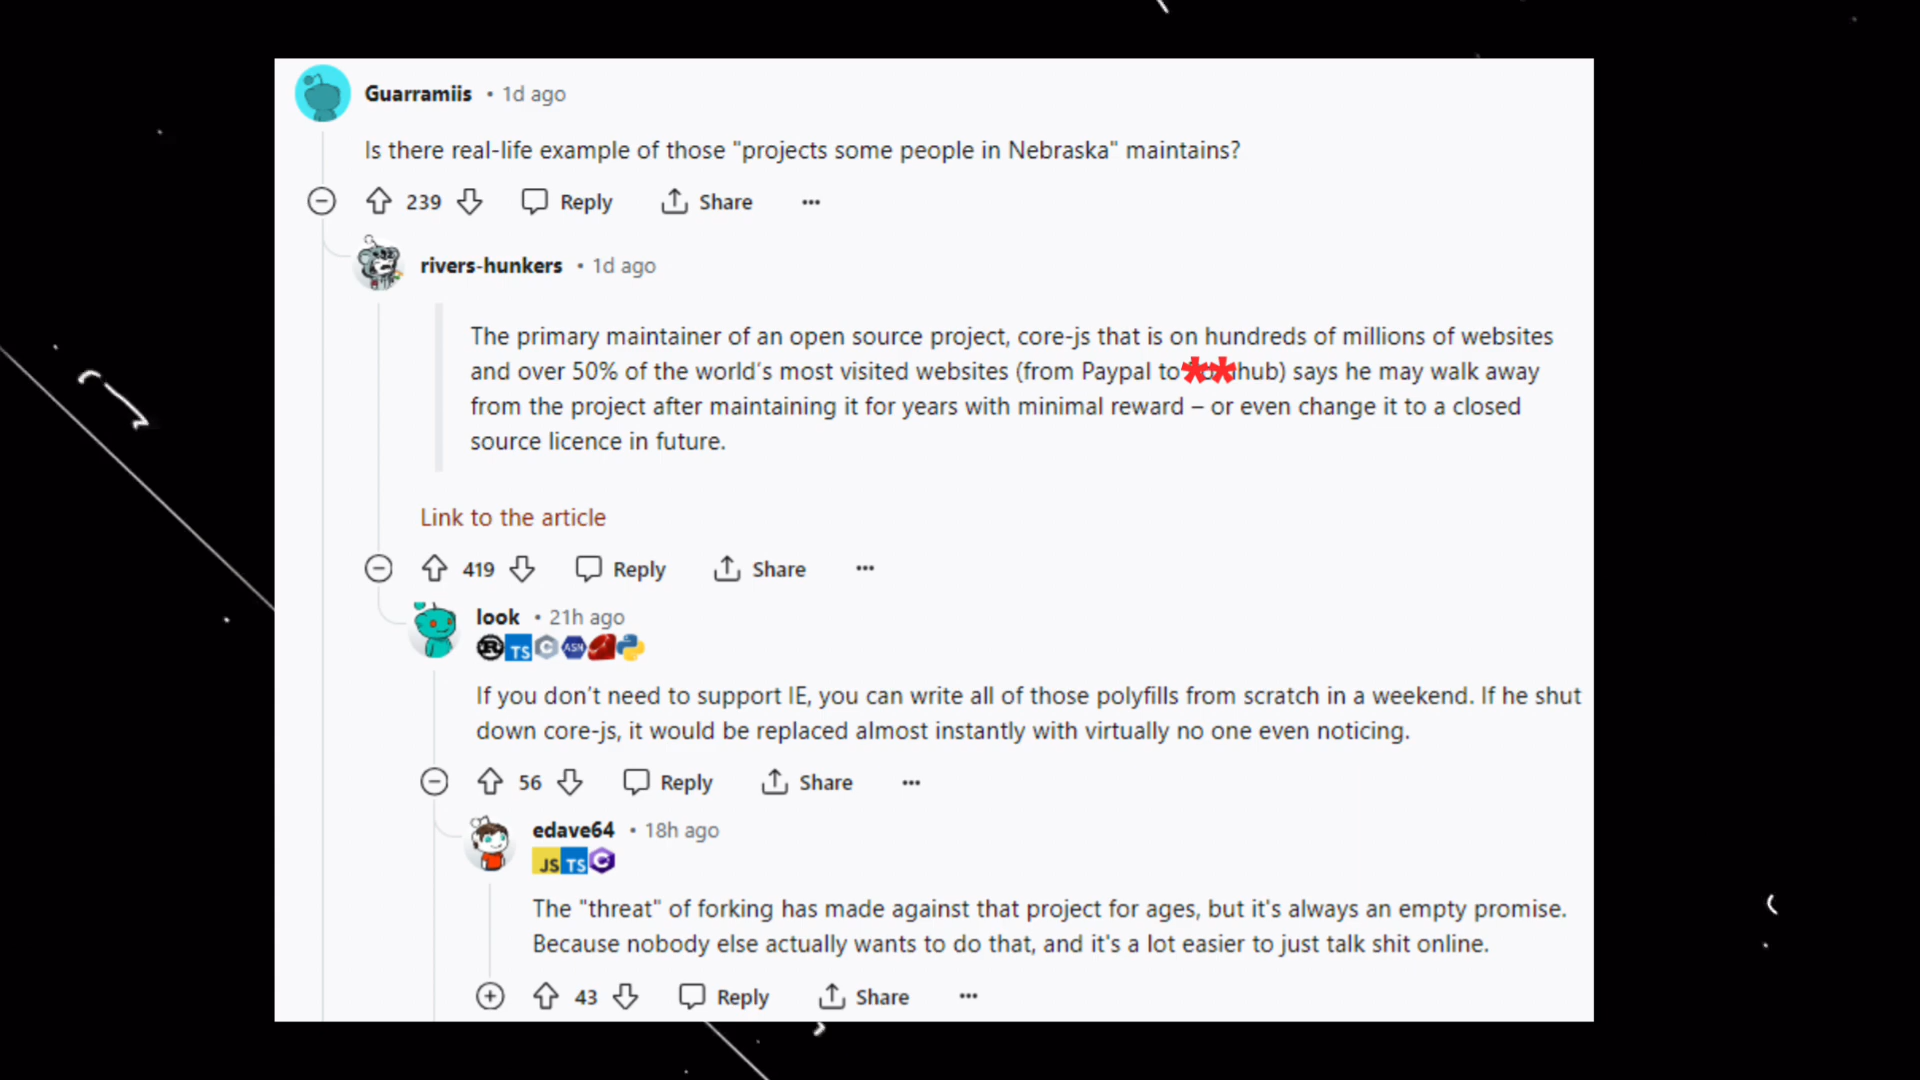 Guarramiis • 1d ago
Is there real-life example of those "projects some people in Nebraska" maintains?
239 Reply Share ...
rivers-hunkers • 1d ago
The primary maintainer of an open source project, core-js that is on hundreds of millions of websites
and over 50% of the world's most visited websites (from Paypal to **hub) says he may walk away
from the project after maintaining it for years with minimal reward – or even change it to a closed
source licence in future.
Link to the article
419 Reply Share ...
look • 21h ago
R TS C ASM
If you don't need to support IE, you can write all of those polyfills from scratch in a weekend. If he shut
down core-js, it would be replaced almost instantly with virtually no one even noticing.
56 Reply Share ...
edave64 • 18h ago
JS TS C
The "threat" of forking has made against that project for ages, but it's always an empty promise.
Because nobody else actually wants to do that, and it's a lot easier to just talk shit online.
43 Reply Share ...